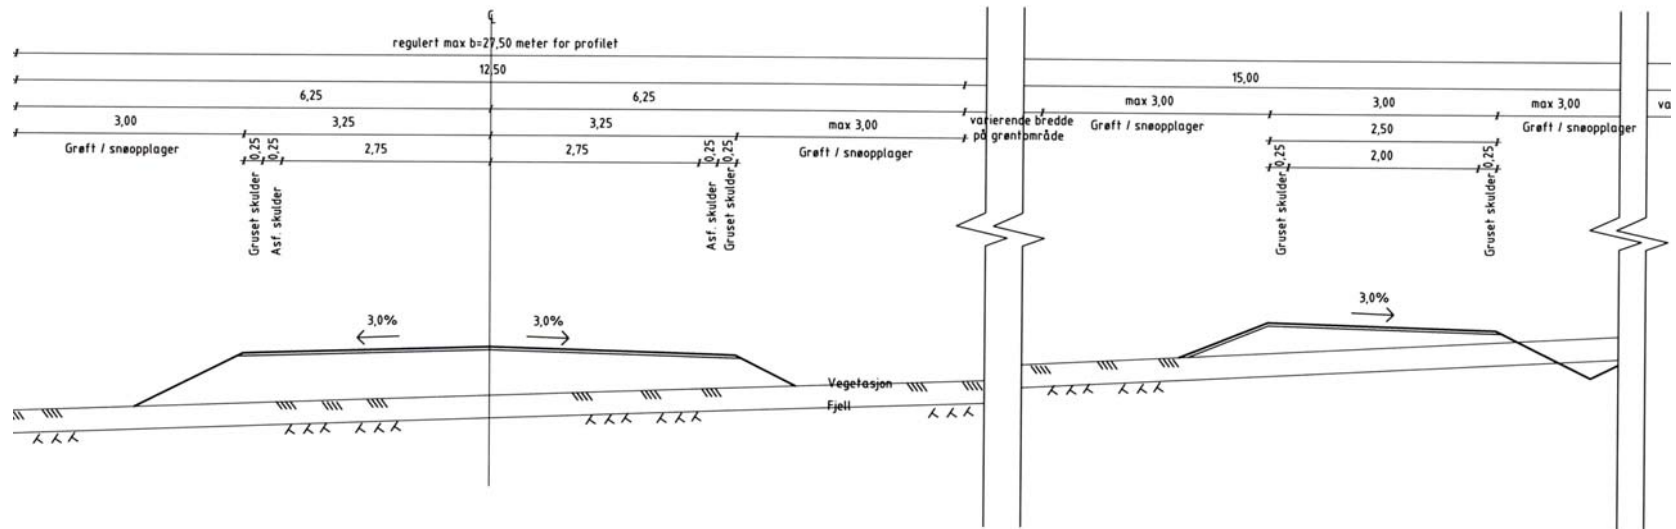 ℄
regulert max b=27,50 meter for profilet
12,50
15,00
6,25
6,25
max 3,00
3,00
max 3,00
va
3,00
3,25
3,25
max 3,00
varierende bredde
på grøntområde
Grøft / snøopplager
2,50
Grøft / snøopplager
Grøft / snøopplager
0,25
0,25
2,75
2,75
0,25
0,25
Grøft / snøopplager
0,25
2,00
0,25
Gruset skulder
Asf. skulder
Asf. skulder
Gruset skulder
Gruset skulder
Gruset skulder
3,0%
3,0%
3,0%
Vegetasjon
Fjell